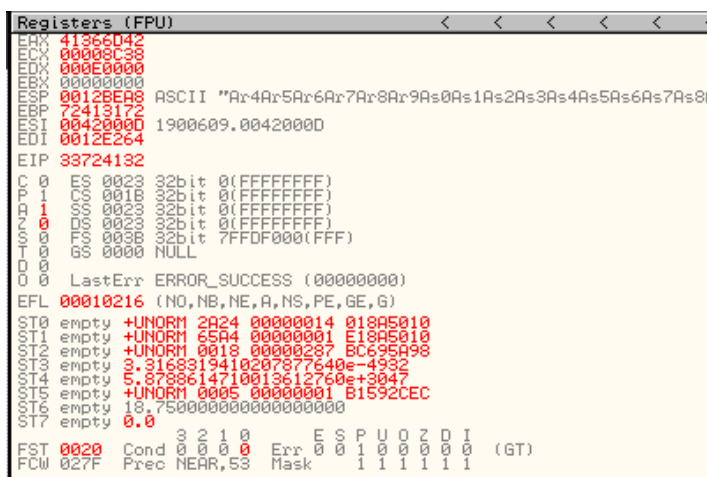 Registers (FPU) < < < < <
EAX 41366D42
ECX 00008C38
EDX 000E0000
EBX 00000000
ESP 0012BEA8 ASCII "Ar4Ar5Ar6Ar7Ar8Ar9As0As1As2As3As4As5As6As7As8
EBP 72413172
ESI 0042000D 1900609.0042000D
EDI 0012E264
EIP 33724132
C 0 ES 0023 32bit 0(FFFFFFFF)
P 1 CS 001B 32bit 0(FFFFFFFF)
A 1 SS 0023 32bit 0(FFFFFFFF)
Z 0 DS 0023 32bit 0(FFFFFFFF)
S 0 FS 003B 32bit 7FFDF000(FFF)
T 0 GS 0000 NULL
D 0
O 0 LastErr ERROR_SUCCESS (00000000)
EFL 00010216 (NO,NB,NE,A,NS,PE,GE,G)
ST0 empty +UNORM 2A24 00000014 018A5010
ST1 empty +UNORM 65A4 00000001 E18A5010
ST2 empty +UNORM 0018 00000287 BC695A98
ST3 empty 3.3168319410207877640e-4932
ST4 empty 5.8788614710013612760e+3047
ST5 empty +UNORM 0005 00000001 B1592CEC
ST6 empty 18.750000000000000000
ST7 empty 0.0
3 2 1 0 E S P U O Z D I
FST 0020 Cond 0 0 0 0 Err 0 0 1 0 0 0 0 0 (GT)
FCW 027F Prec NEAR,53 Mask 1 1 1 1 1 1